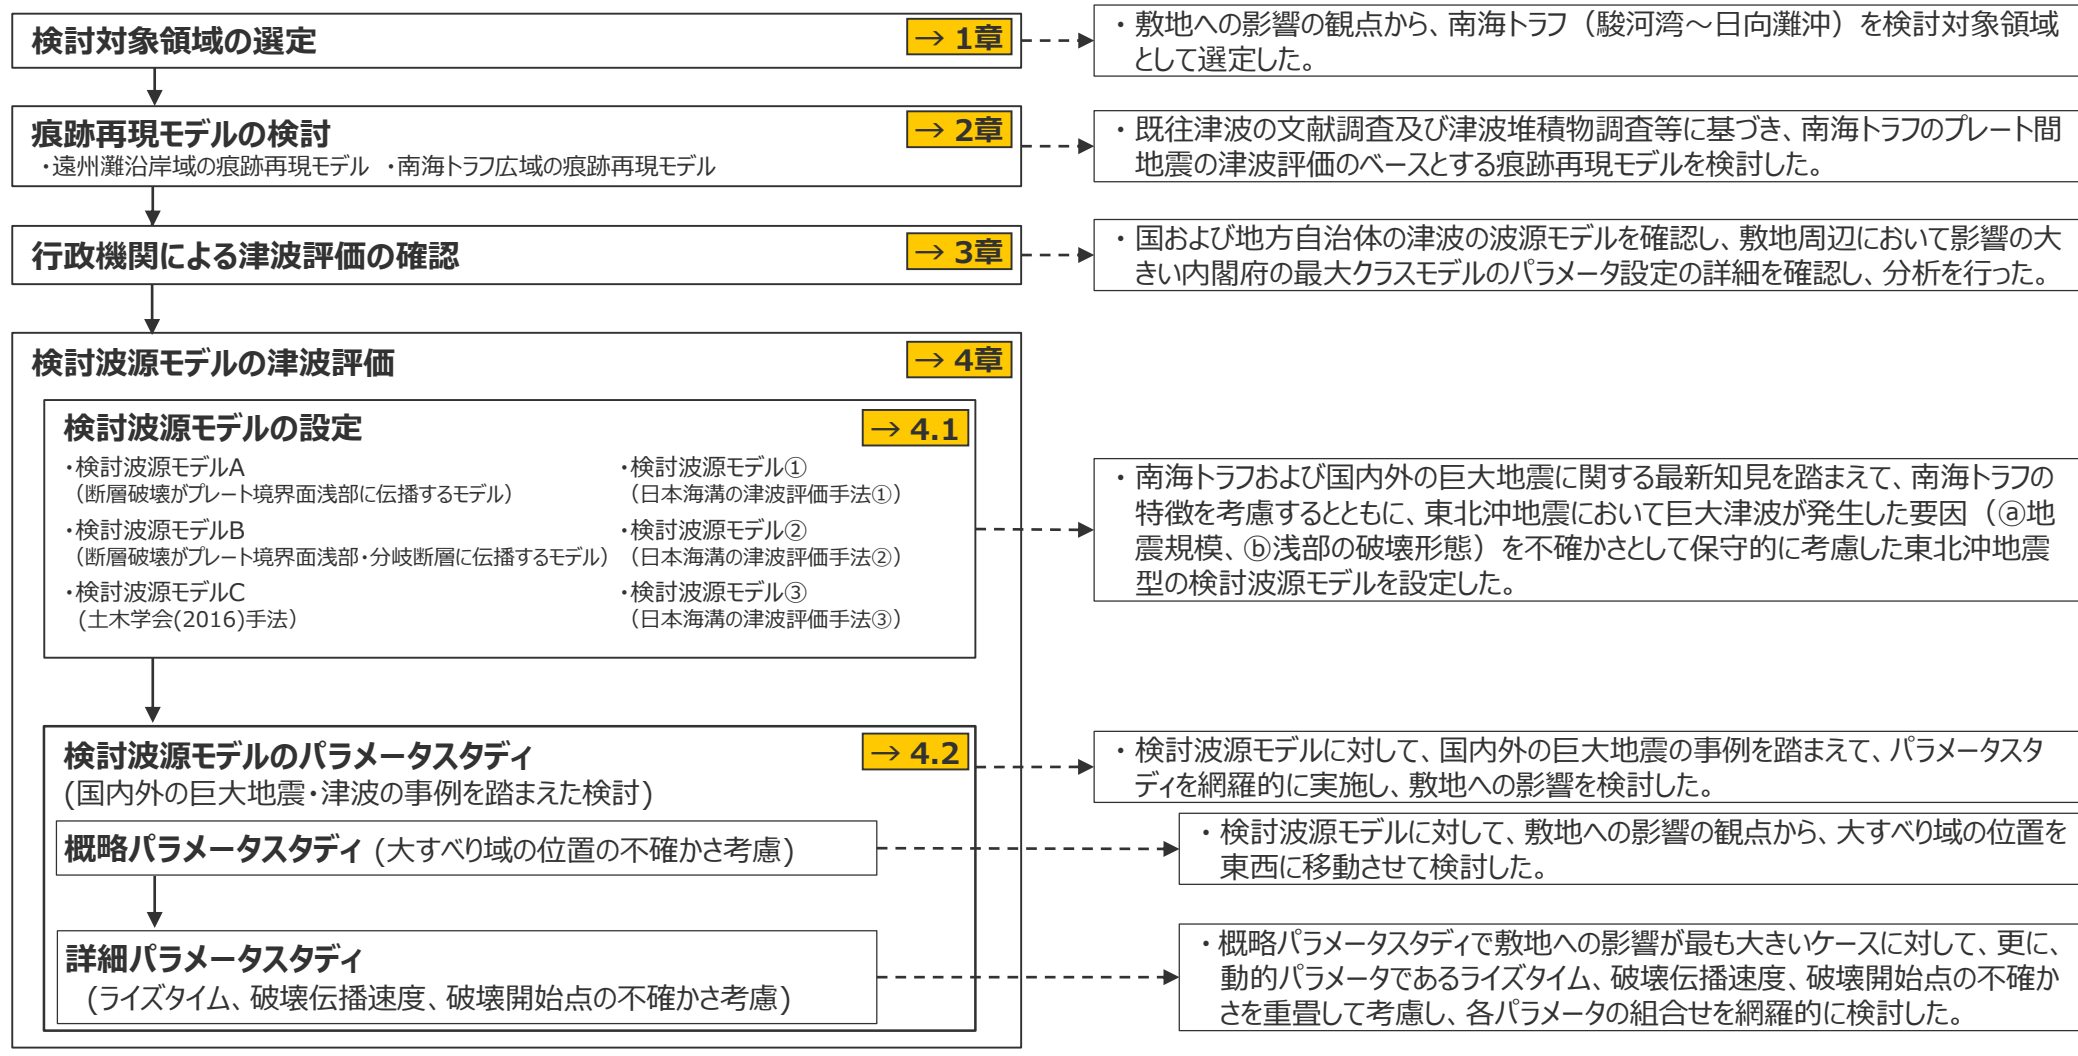 検討対象領域の選定
→ 1章
・敷地への影響の観点から、南海トラフ（駿河湾～日向灘沖）を検討対象領域
として選定した。
痕跡再現モデルの検討
→ 2章
・遠州灘沿岸域の痕跡再現モデル ・南海トラフ広域の痕跡再現モデル
・既往津波の文献調査及び津波堆積物調査等に基づき、南海トラフのプレート間
地震の津波評価のベースとする痕跡再現モデルを検討した。
行政機関による津波評価の確認
→ 3章
・国および地方自治体の津波の波源モデルを確認し、敷地周辺において影響の大
きい内閣府の最大クラスモデルのパラメータ設定の詳細を確認し、分析を行った。
検討波源モデルの津波評価
→ 4章
検討波源モデルの設定
→ 4.1
・検討波源モデルA
（断層破壊がプレート境界面浅部に伝播するモデル）
・検討波源モデルB
（断層破壊がプレート境界面浅部・分岐断層に伝播するモデル）
・検討波源モデルC
(土木学会(2016)手法）
・検討波源モデル①
（日本海溝の津波評価手法①）
・検討波源モデル②
（日本海溝の津波評価手法②）
・検討波源モデル③
（日本海溝の津波評価手法③）
・南海トラフおよび国内外の巨大地震に関する最新知見を踏まえて、南海トラフの
特徴を考慮するとともに、東北沖地震において巨大津波が発生した要因（ⓐ地
震規模、ⓑ浅部の破壊形態）を不確かさとして保守的に考慮した東北沖地震
型の検討波源モデルを設定した。
検討波源モデルのパラメータスタディ
→ 4.2
(国内外の巨大地震・津波の事例を踏まえた検討)
・検討波源モデルに対して、国内外の巨大地震の事例を踏まえて、パラメータスタ
ディを網羅的に実施し、敷地への影響を検討した。
概略パラメータスタディ (大すべり域の位置の不確かさ考慮)
・検討波源モデルに対して、敷地への影響の観点から、大すべり域の位置を
東西に移動させて検討した。
詳細パラメータスタディ
(ライズタイム、破壊伝播速度、破壊開始点の不確かさ考慮)
・概略パラメータスタディで敷地への影響が最も大きいケースに対して、更に、
動的パラメータであるライズタイム、破壊伝播速度、破壊開始点の不確か
さを重畳して考慮し、各パラメータの組合せを網羅的に検討した。